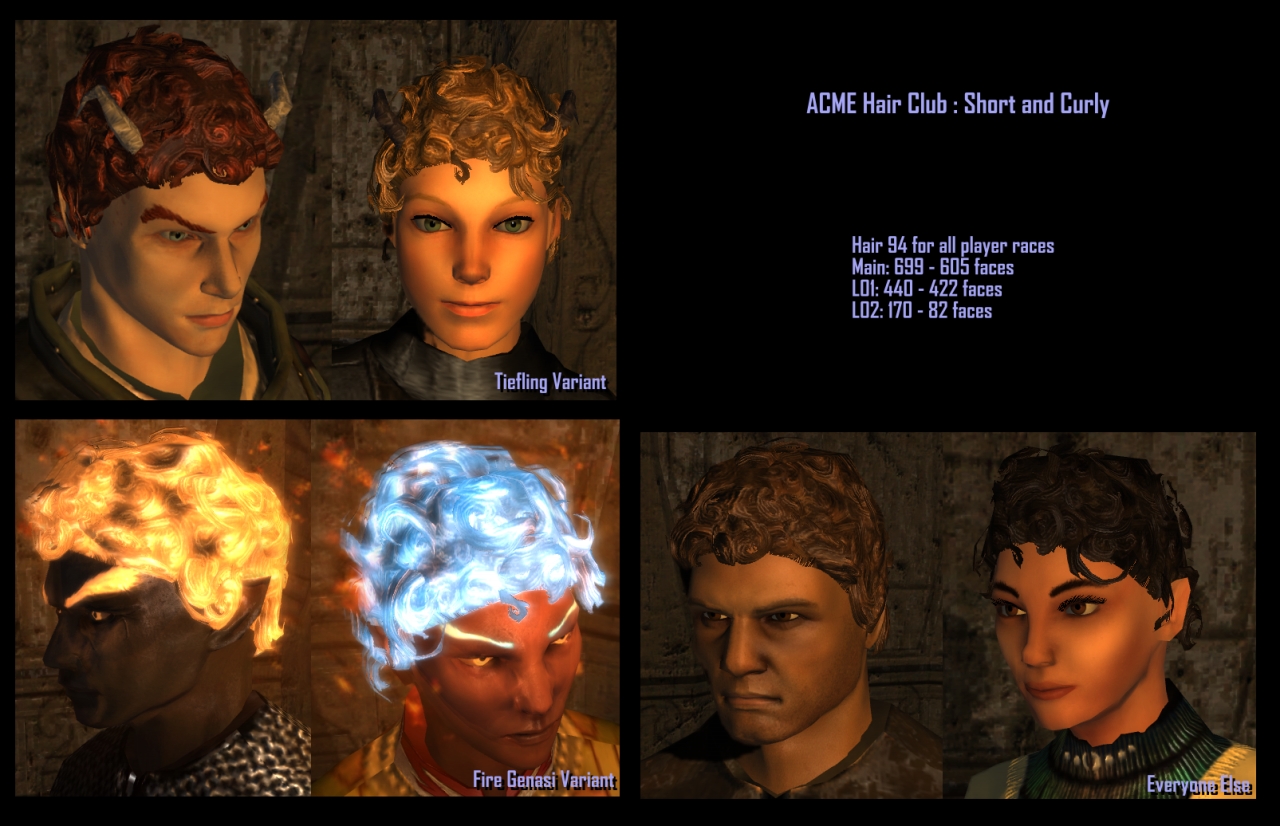 ACME Hair Club : Short and Curly
Hair 94 for all player races
Main: 699 - 605 faces
L01: 440 - 422 faces
L02: 170 - 82 faces
Tiefling Variant
Fire Genasi Variant
Everyone Else